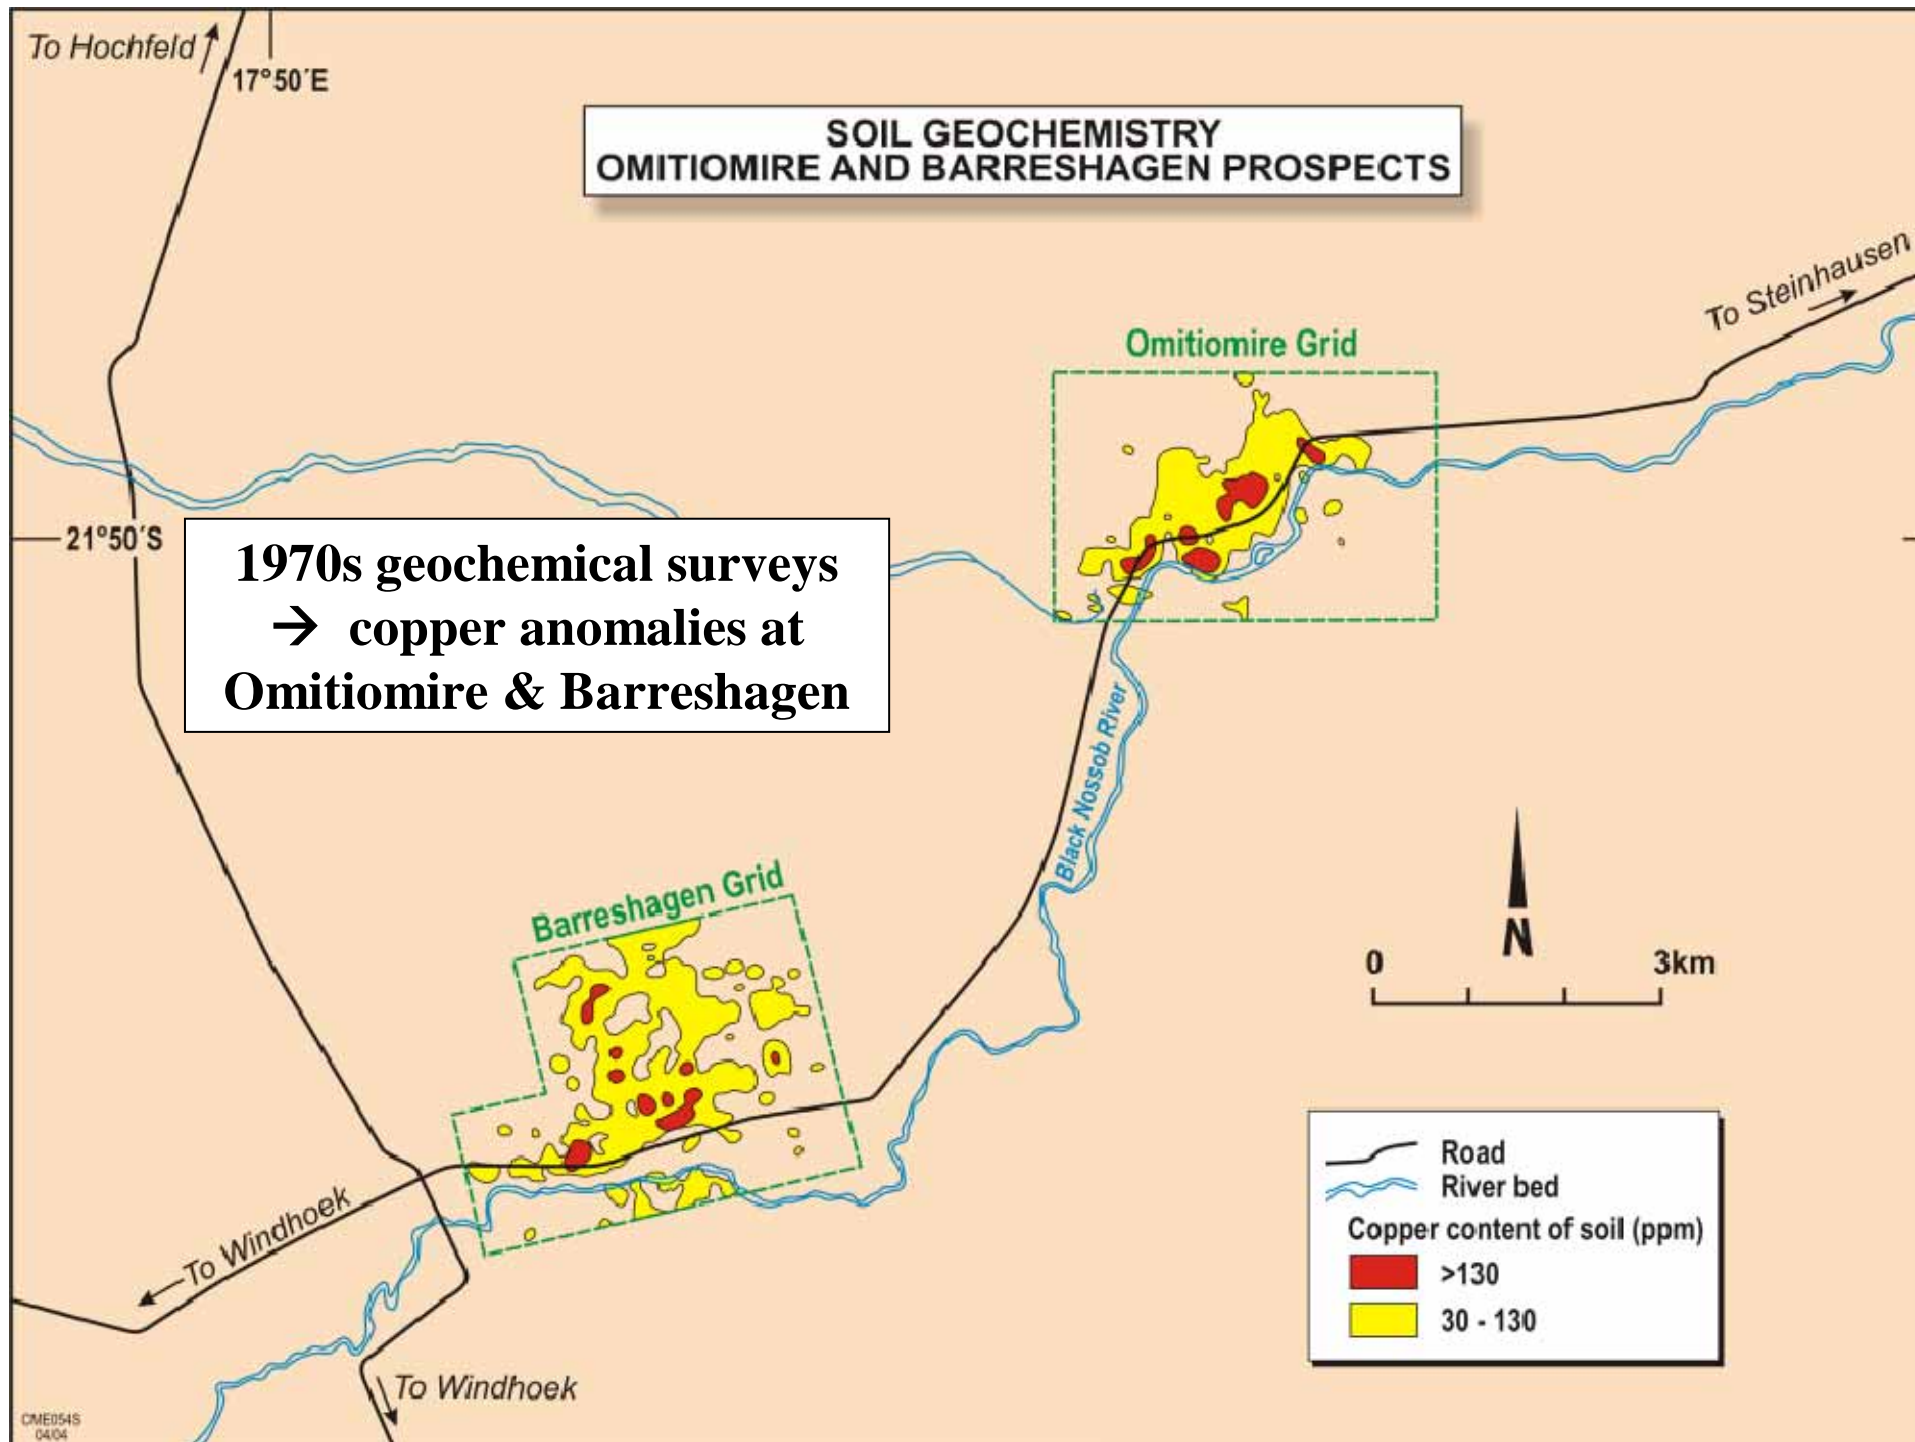 To Hochfeld
17°50´E
SOIL GEOCHEMISTRY
OMITIOMIRE AND BARRESHAGEN PROSPECTS
To Steinhausen
Omitiomire Grid
21°50´S
1970s geochemical surveys
→ copper anomalies at
Omitiomire & Barreshagen
Black Nossob River
Barreshagen Grid
N
0 3km
Road
River bed
Copper content of soil (ppm)
>130
30 - 130
To Windhoek
To Windhoek
CME054S
04/04